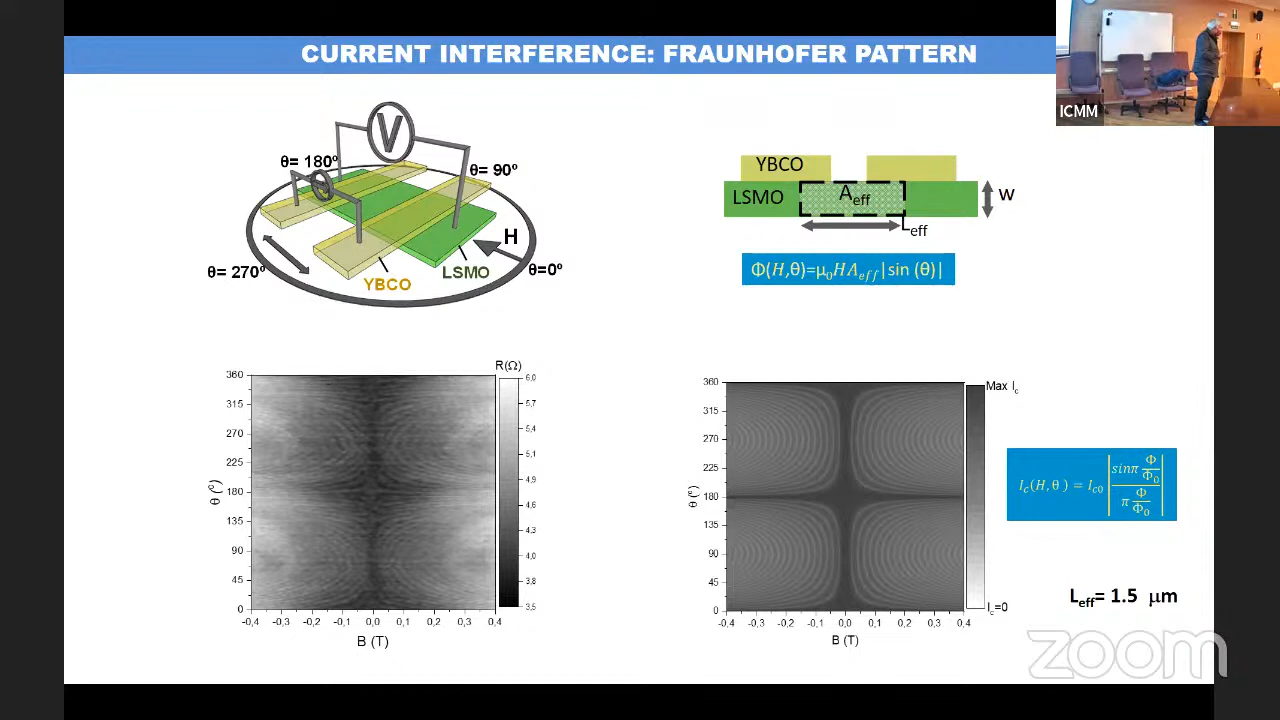 CURRENT INTERFERENCE: FRAUNHOFER PATTERN
ICMM
V
I
θ= 180º
θ= 90º
H
θ= 270º
LSMO
θ=0º
YBCO
YBCO
LSMO
A_eff
W
L_eff
Φ(H,θ)=μ₀HA_eff|sin (θ)|
R(Ω)
360
315
270
225
180
135
90
45
0
θ (º)
-0,4 -0,3 -0,2 -0,1 0,0 0,1 0,2 0,3 0,4
B (T)
6,0
5,7
5,4
5,1
4,9
4,6
4,3
4,1
3,8
3,5
360
315
270
225
180
135
90
45
0
θ (º)
-0,4 -0,3 -0,2 -0,1 0,0 0,1 0,2 0,3 0,4
B (T)
Max I_c
I_c=0
I_c(H,θ) = I_c0 |sinπ Φ/Φ₀ / π Φ/Φ₀|
L_eff= 1.5 μm
zoom